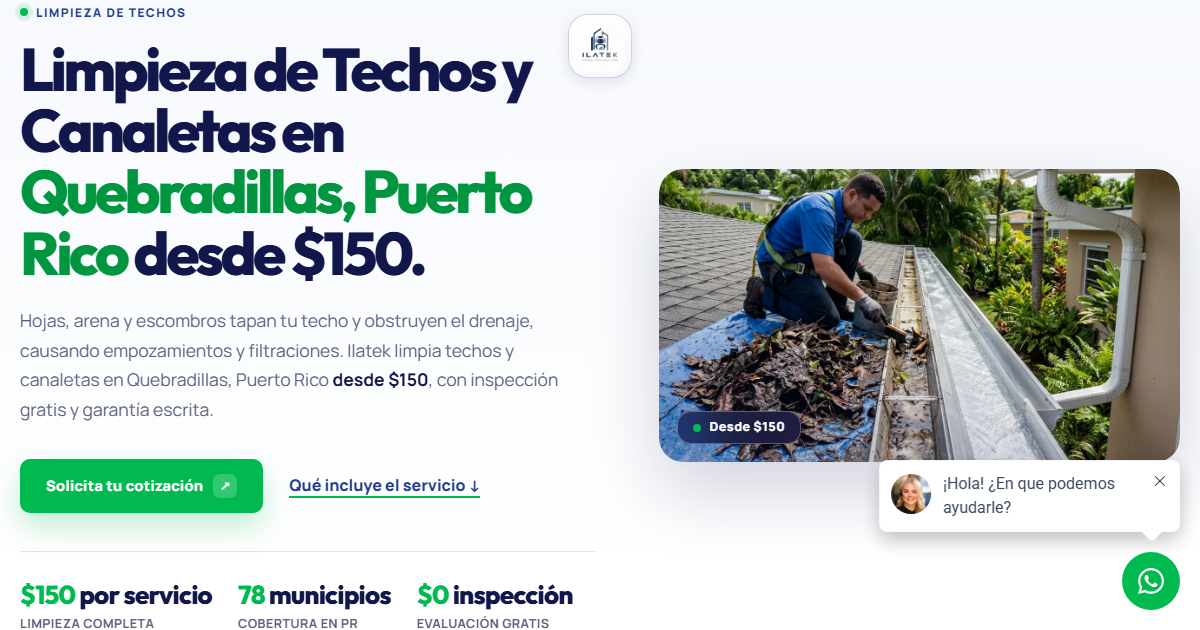 LIMPIEZA DE TECHOS
ILATEK
Limpieza de Techos y
Canaletas en
Quebradillas, Puerto
Rico desde $150.
Hojas, arena y escombros tapan tu techo y obstruyen el drenaje,
causando empozamientos y filtraciones. Ilatek limpia techos y
canaletas en Quebradillas, Puerto Rico desde $150, con inspección
gratis y garantía escrita.
Solicita tu cotización ↗
Qué incluye el servicio ↓
Desde $150
¡Hola! ¿En que podemos
ayudarle?
$150 por servicio
LIMPIEZA COMPLETA
78 municipios
COBERTURA EN PR
$0 inspección
EVALUACIÓN GRATIS